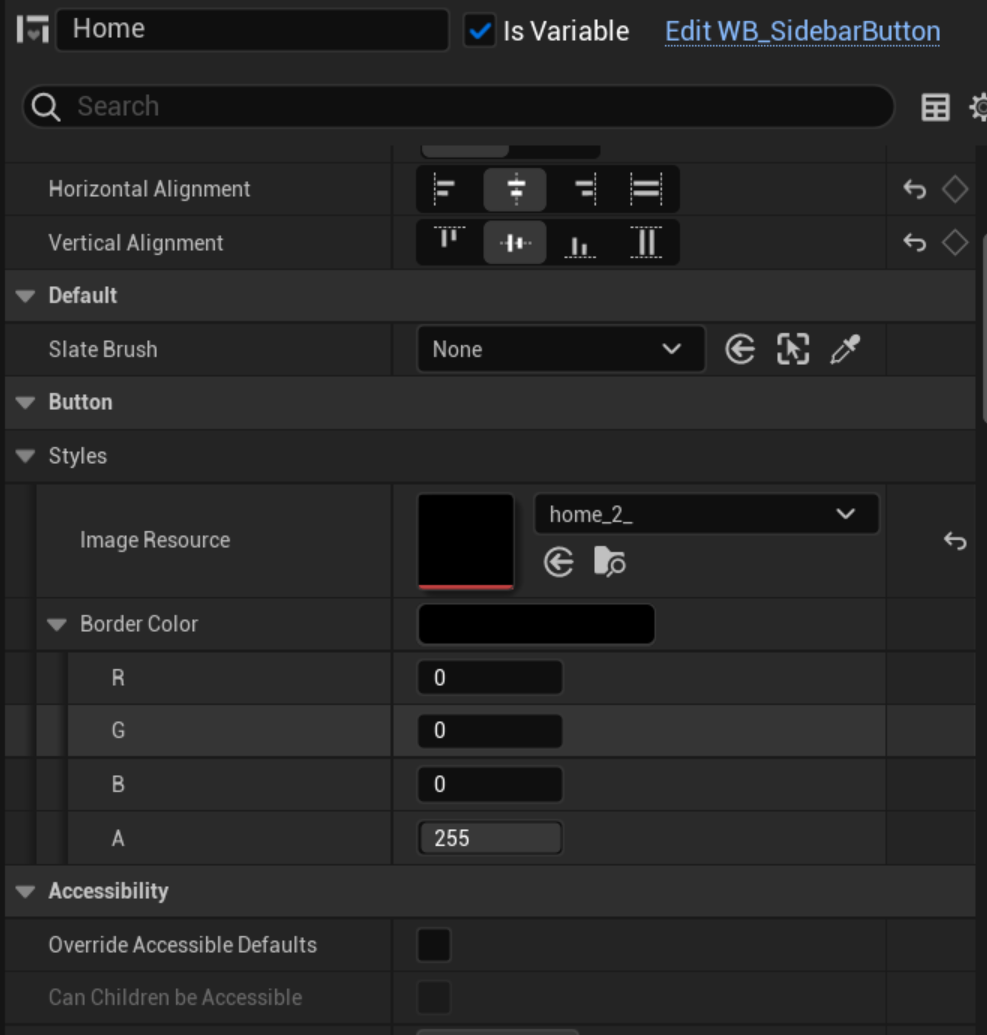 Home
Is Variable
Edit WB_SidebarButton
Search
Horizontal Alignment
Vertical Alignment
Default
Slate Brush
None
Button
Styles
Image Resource
home_2_
Border Color
R
0
G
0
B
0
A
255
Accessibility
Override Accessible Defaults
Can Children be Accessible